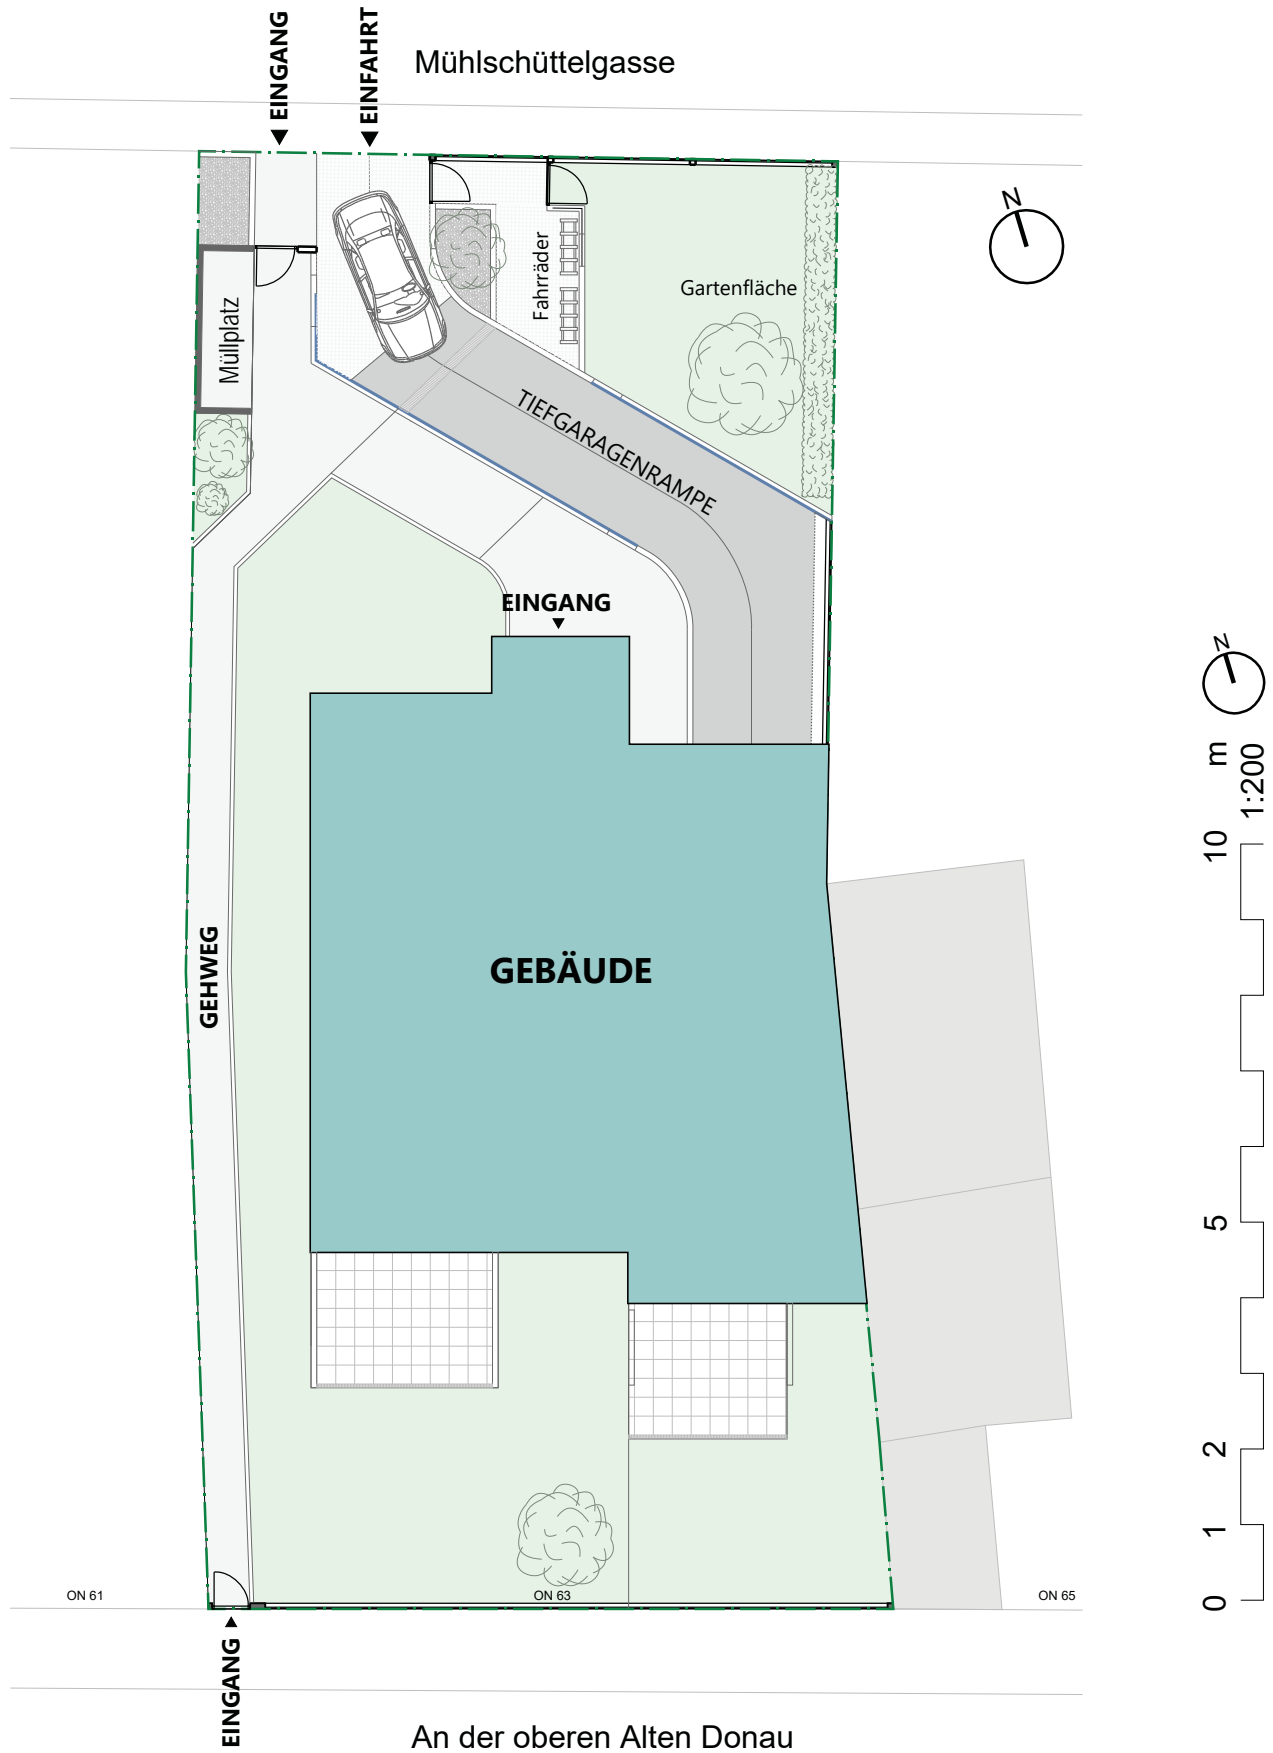 EINGANG
EINFAHRT
Mühlschüttelgasse
N
Müllplatz
Fahrräder
Gartenfläche
TIEFGARAGENRAMPE
EINGANG
GEHWEG
GEBÄUDE
N
m
1:200
10
5
2
1
0
ON 61
ON 63
ON 65
EINGANG
An der oberen Alten Donau